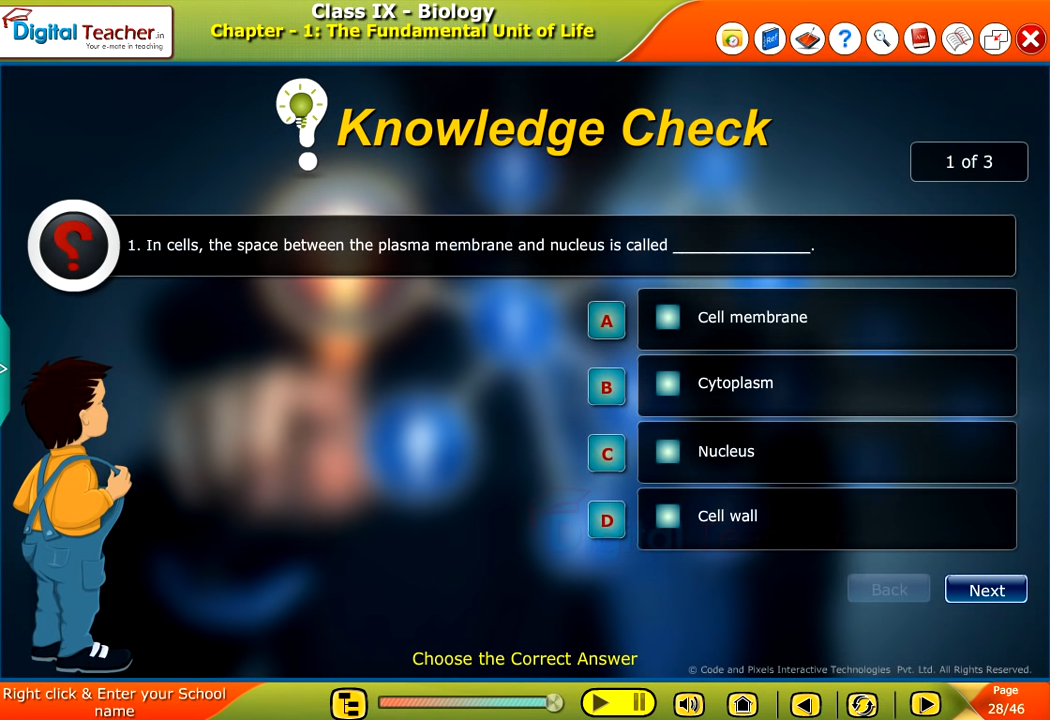 Class IX - Biology
Chapter - 1: The Fundamental Unit of Life
Digital Teacher.in
Your e-mate in teaching
iRef
?
Knowledge Check
1 of 3
?
1. In cells, the space between the plasma membrane and nucleus is called _______________.
A Cell membrane
B Cytoplasm
C Nucleus
D Cell wall
Back Next
Choose the Correct Answer
© Code and Pixels Interactive Technologies Pvt. Ltd. All Rights Reserved.
Right click & Enter your School
name
Page
28/46